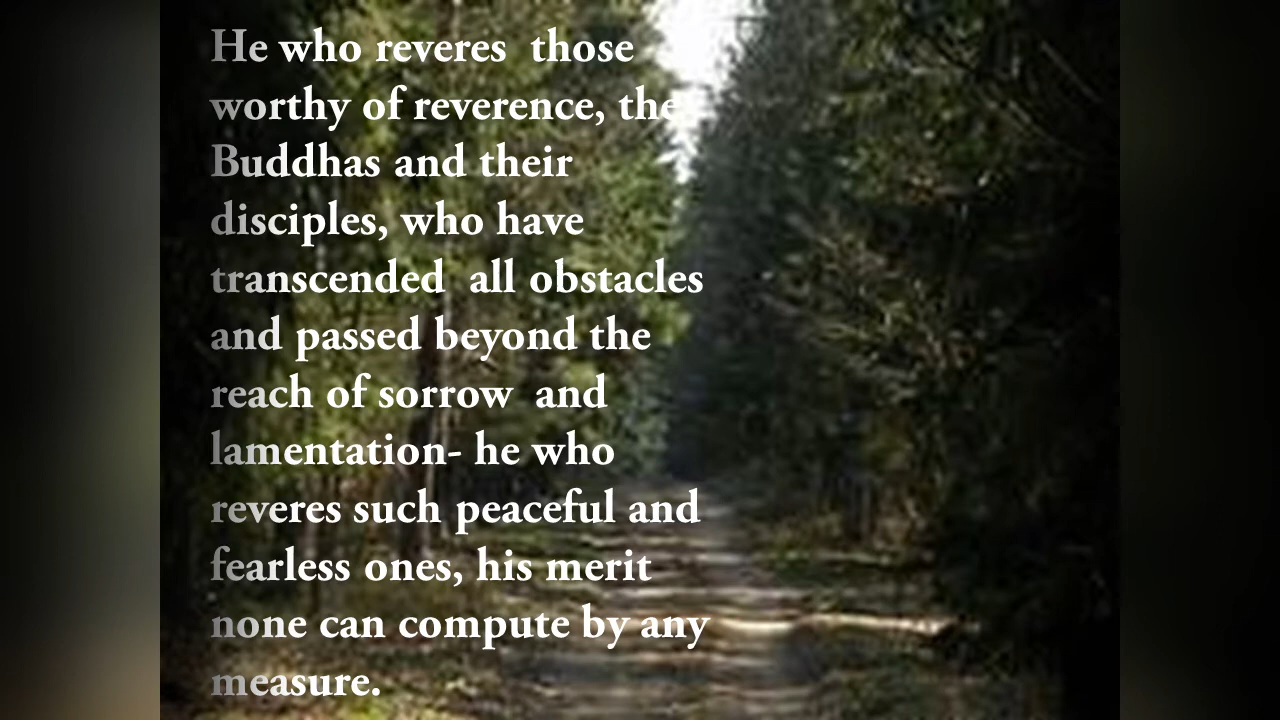 He who reveres  those
worthy of reverence, the
Buddhas and their
disciples, who have
transcended  all obstacles
and passed beyond the
reach of sorrow  and
lamentation- he who
reveres such peaceful and
fearless ones, his merit
none can compute by any
measure.